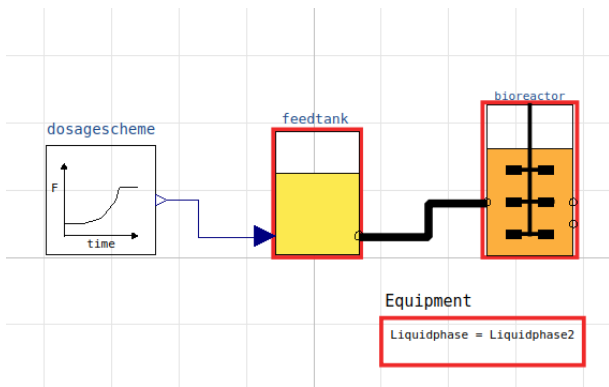 bioreactor
feedtank
dosagescheme
F
time
Equipment
Liquidphase = Liquidphase2